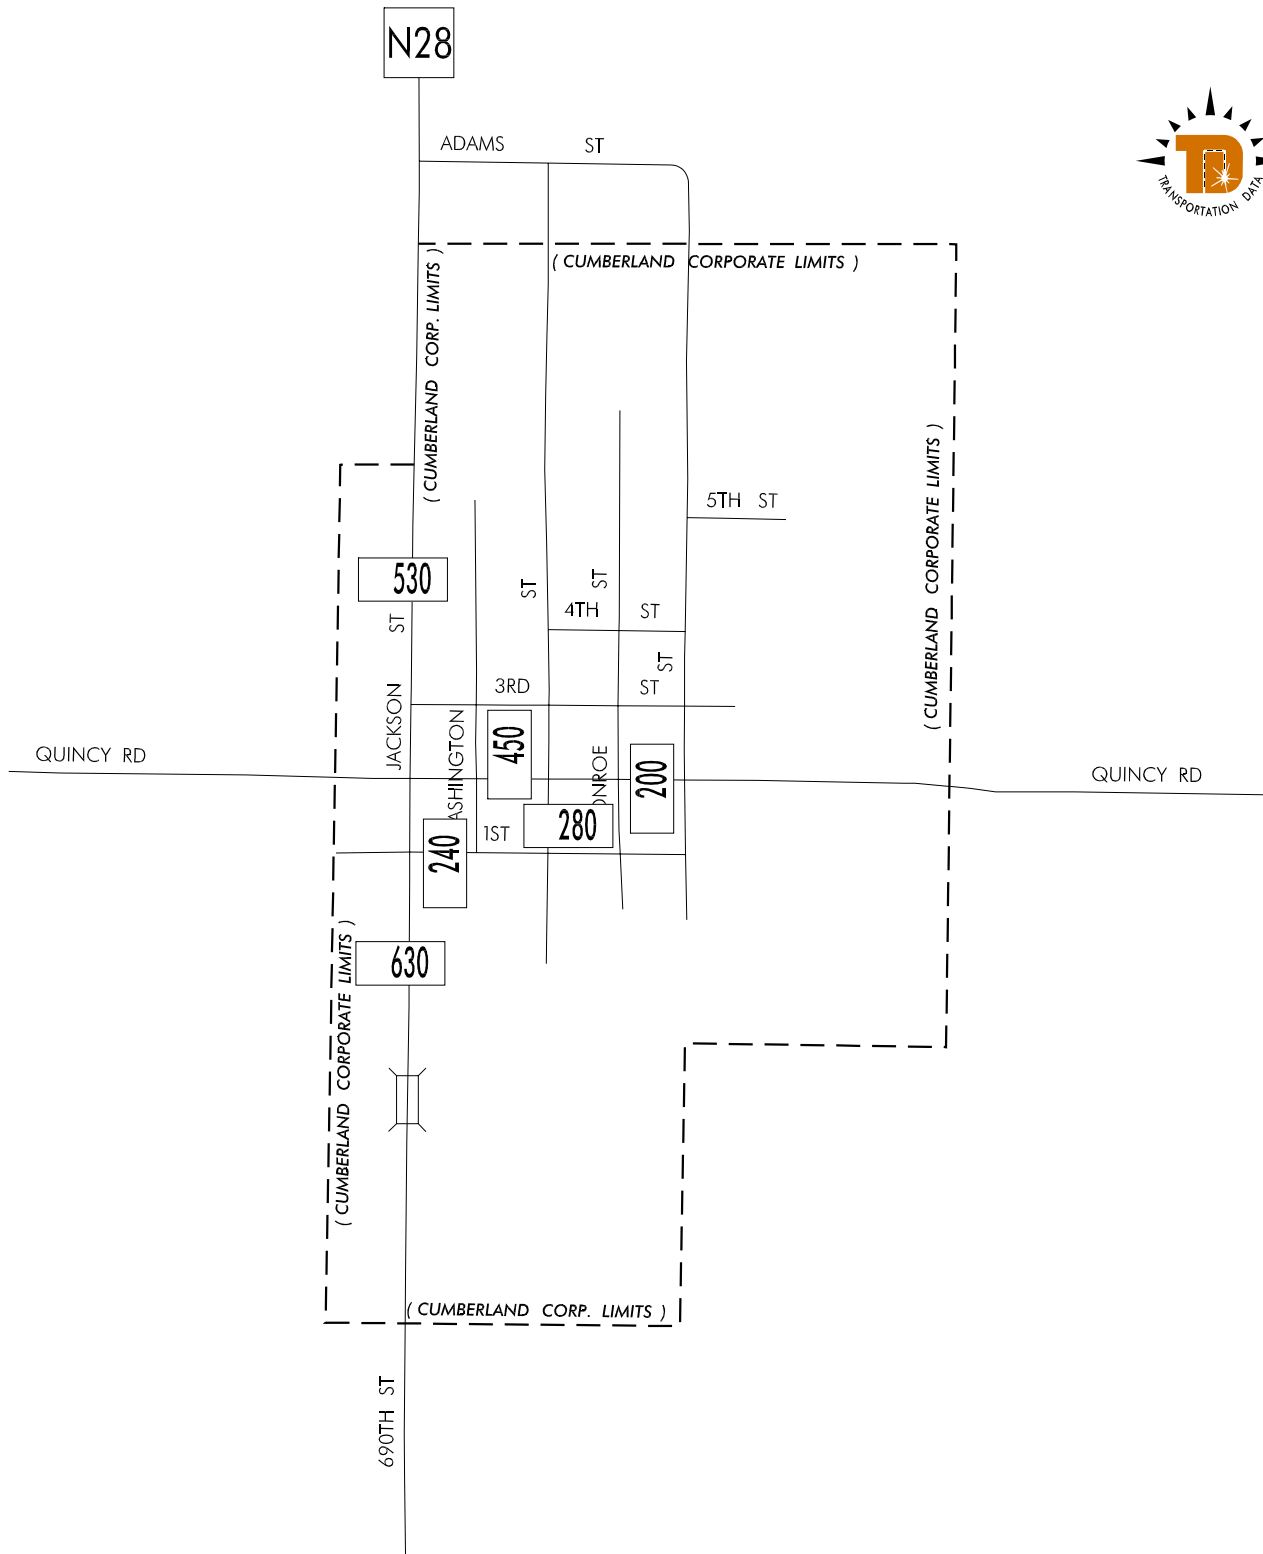 N28
ADAMS ST
TRANSPORTATION DATA
( CUMBERLAND CORPORATE LIMITS )
( CUMBERLAND CORP. LIMITS )
( CUMBERLAND CORPORATE LIMITS )
5TH ST
530
ST
ST
4TH ST
JACKSON ST
ST
3RD ST
450
ASHINGTON
ONROE
200
QUINCY RD
QUINCY RD
280
1ST
240
630
( CUMBERLAND CORPORATE LIMITS )
( CUMBERLAND CORP. LIMITS )
690TH ST